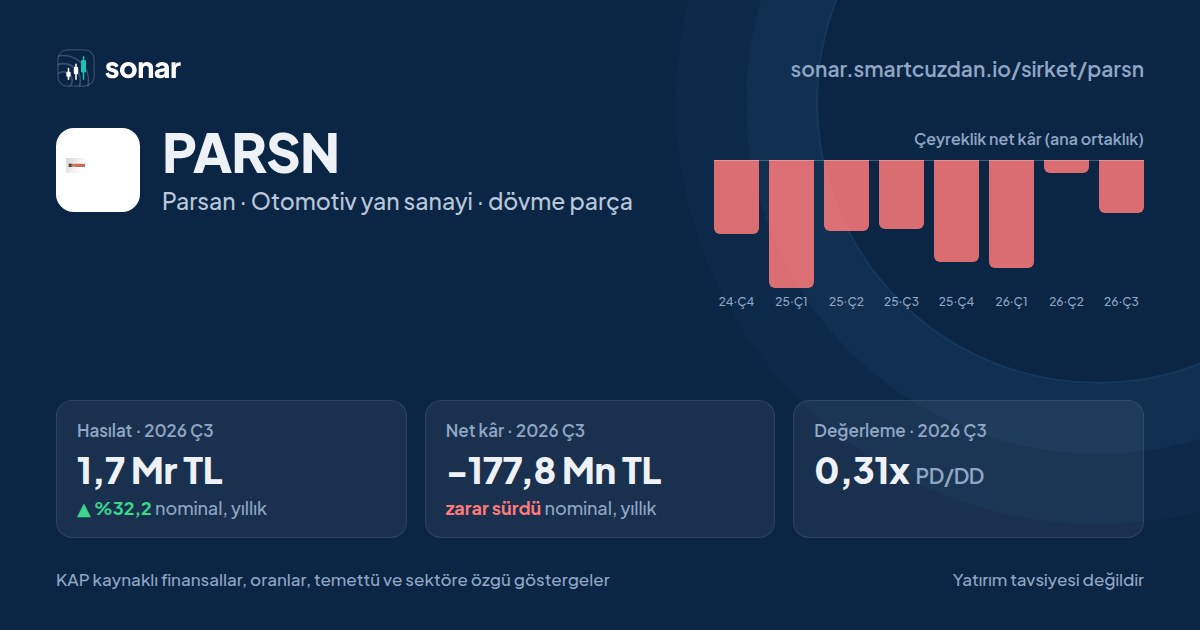 sonar
sonar.smartcuzdan.io/sirket/parsn
PARSN
Parsan · Otomotiv yan sanayi · dövme parça
Çeyreklik net kâr (ana ortaklık)
24·Ç4 25·Ç1 25·Ç2 25·Ç3 25·Ç4 26·Ç1 26·Ç2 26·Ç3
Hasılat · 2026 Ç3
1,7 Mr TL
▲ %32,2 nominal, yıllık
Net kâr · 2026 Ç3
−177,8 Mn TL
zarar sürdü nominal, yıllık
Değerleme · 2026 Ç3
0,31x PD/DD
KAP kaynaklı finansallar, oranlar, temettü ve sektöre özgü göstergeler
Yatırım tavsiyesi değildir